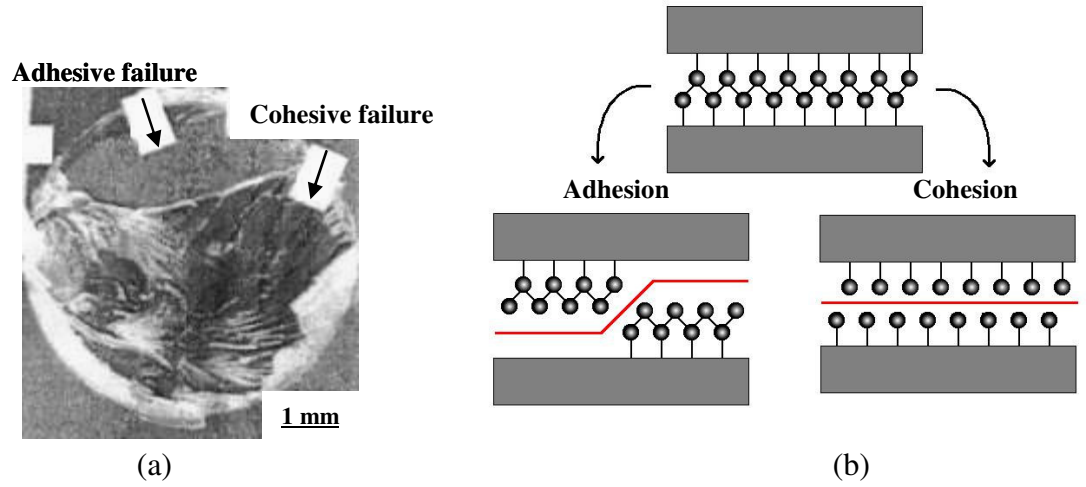 Adhesive failure
Cohesive failure
1 mm
(a)
Adhesion
Cohesion
(b)